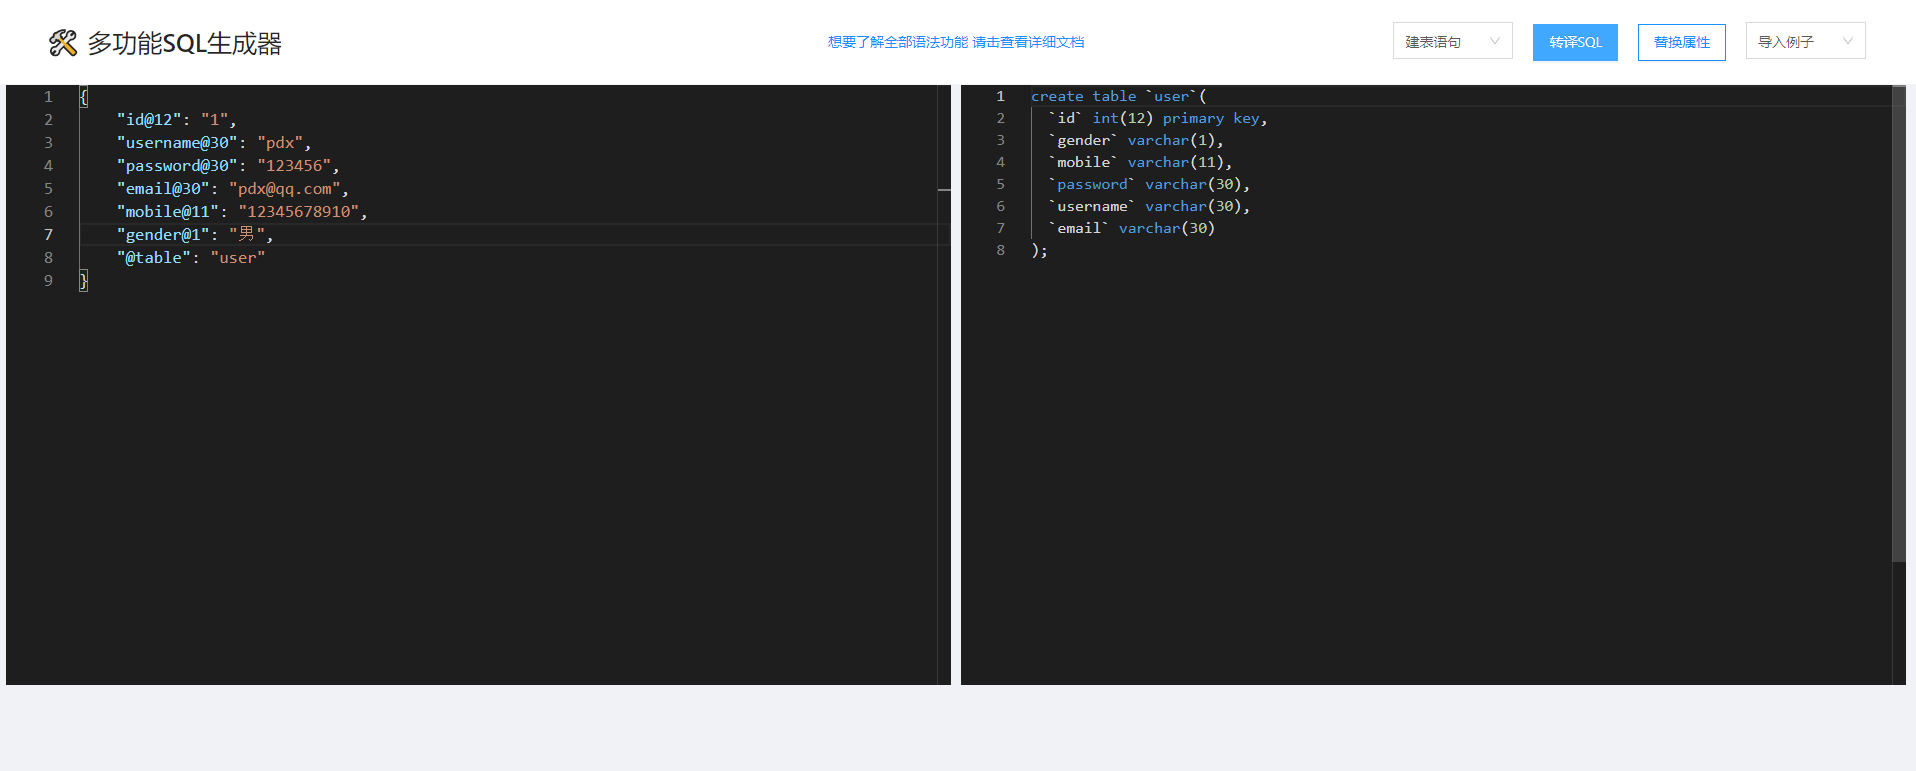 多功能SQL生成器
想要了解全部语法功能 请击查看详细文档
建表语句
转译SQL
替换属性
导入例子
1 {
2 "id@12": "1",
3 "username@30": "pdx",
4 "password@30": "123456",
5 "email@30": "pdx@qq.com",
6 "mobile@11": "12345678910",
7 "gender@1": "男",
8 "@table": "user"
9 }
1 create table `user`(
2 `id` int(12) primary key,
3 `gender` varchar(1),
4 `mobile` varchar(11),
5 `password` varchar(30),
6 `username` varchar(30),
7 `email` varchar(30)
8 );